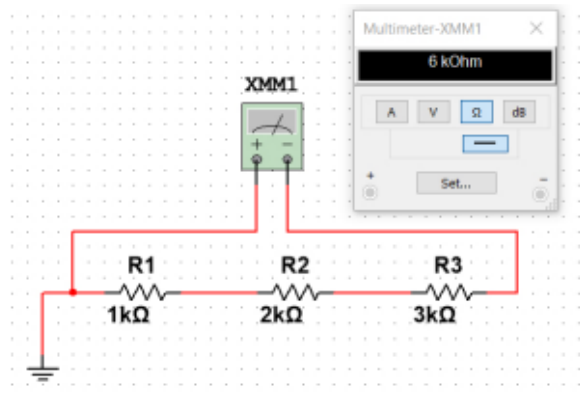 Multimeter-XMM1
6 kOhm
XMM1
A V Ω dB
+ −
Set...
+ −
R1 R2 R3
1kΩ 2kΩ 3kΩ